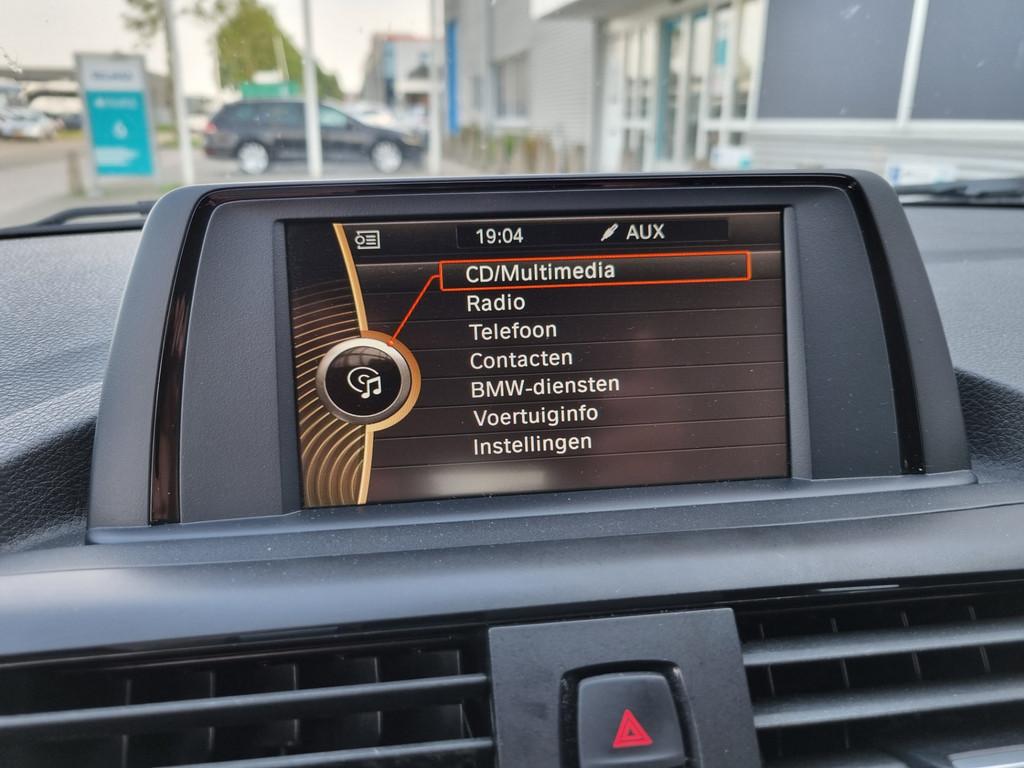 19:04 AUX
CD/Multimedia
Radio
Telefoon
Contacten
BMW-diensten
Voertuiginfo
Instellingen